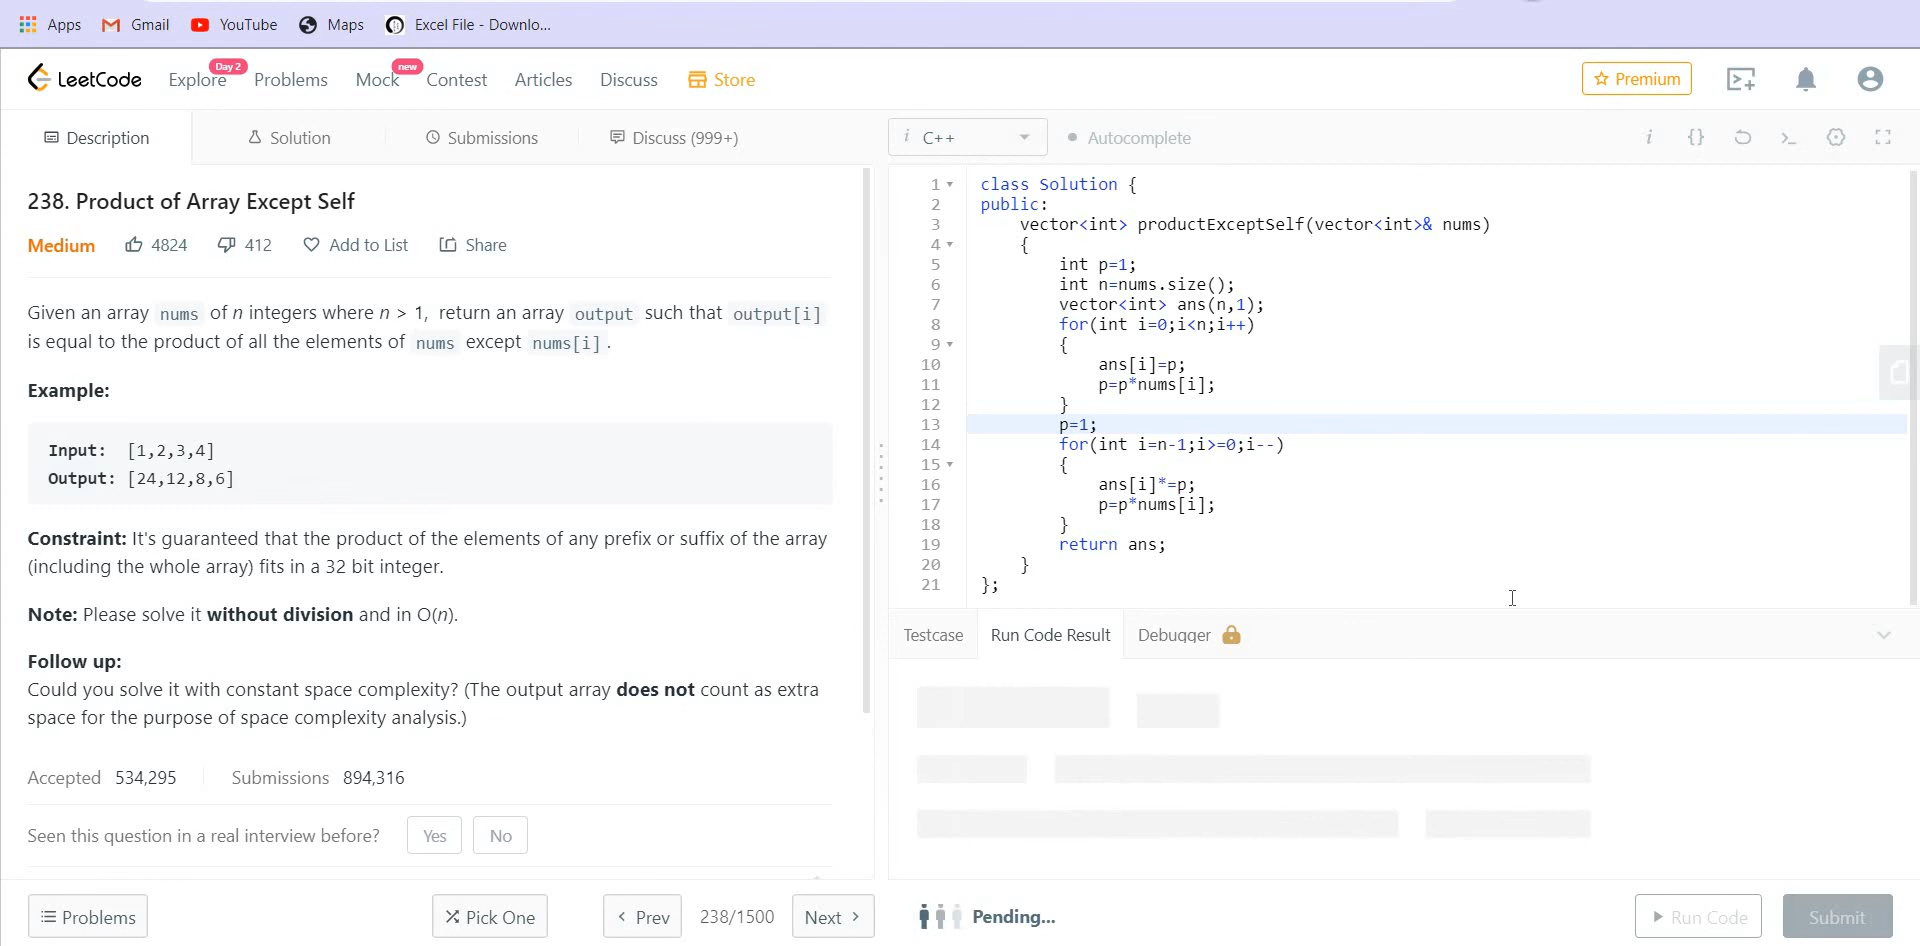 Apps Gmail YouTube Maps Excel File - Downlo...
LeetCode Explore Day 2 Problems Mock new Contest Articles Discuss Store Premium
Description Solution Submissions Discuss (999+)
i C++ Autocomplete i {}
238. Product of Array Except Self
Medium 4824 412 Add to List Share
Given an array nums of n integers where n > 1, return an array output such that output[i]
is equal to the product of all the elements of nums except nums[i] .
Example:
Input: [1,2,3,4]
Output: [24,12,8,6]
Constraint: It's guaranteed that the product of the elements of any prefix or suffix of the array
(including the whole array) fits in a 32 bit integer.
Note: Please solve it without division and in O(n).
Follow up:
Could you solve it with constant space complexity? (The output array does not count as extra
space for the purpose of space complexity analysis.)
Accepted 534,295 Submissions 894,316
Seen this question in a real interview before? Yes No
Problems Pick One Prev 238/1500 Next
1 class Solution {
2 public:
3 vector<int> productExceptSelf(vector<int>& nums)
4 {
5 int p=1;
6 int n=nums.size();
7 vector<int> ans(n,1);
8 for(int i=0;i<n;i++)
9 {
10 ans[i]=p;
11 p=p*nums[i];
12 }
13 p=1;
14 for(int i=n-1;i>=0;i--)
15 {
16 ans[i]*=p;
17 p=p*nums[i];
18 }
19 return ans;
20 }
21 };
Testcase Run Code Result Debugger
Pending... Run Code Submit